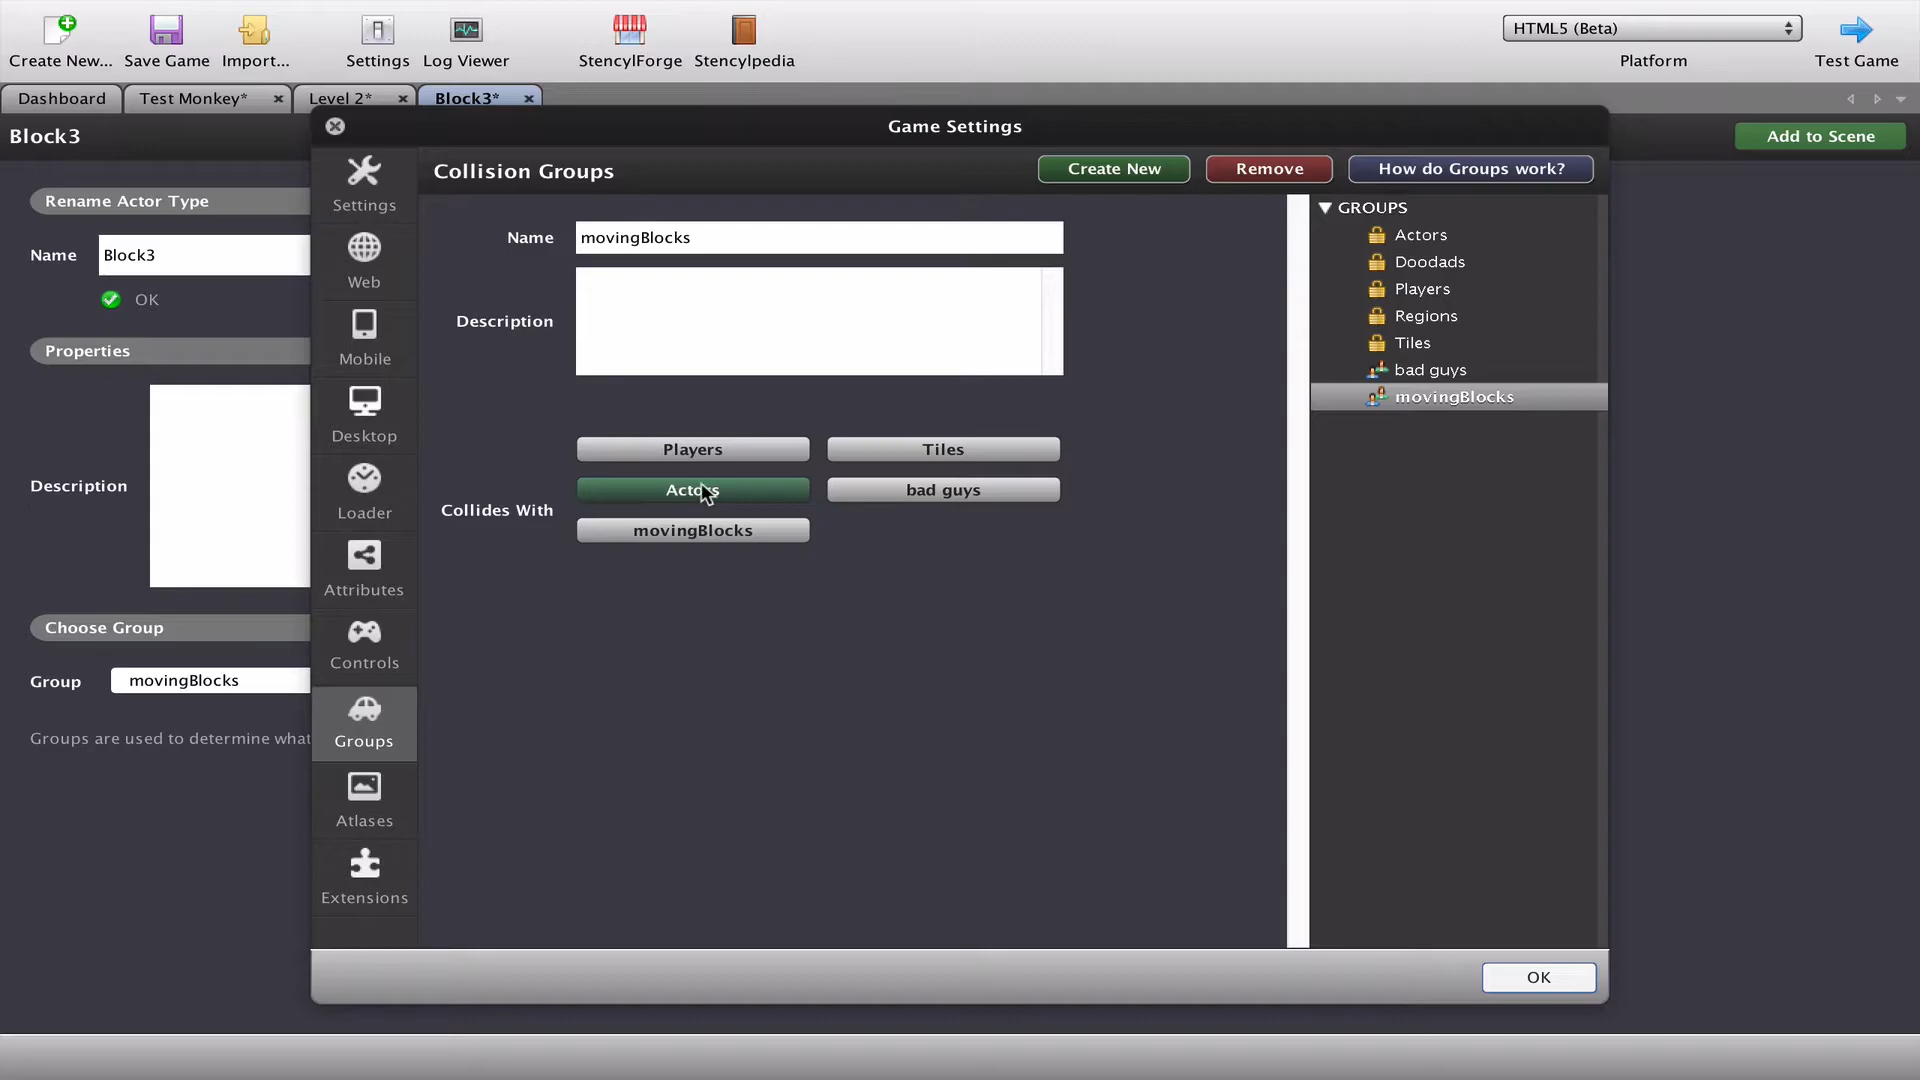 Create New... Save Game Import... Settings Log Viewer StencylForge Stencylpedia
HTML5 (Beta)
Platform
Test Game
Dashboard Test Monkey* Level 2* Block3*
Block3
Add to Scene
Rename Actor Type
Name Block3
OK
Properties
Description
Choose Group
Group movingBlocks
Groups are used to determine what
Game Settings
Settings
Web
Mobile
Desktop
Loader
Attributes
Controls
Groups
Atlases
Extensions
Collision Groups
Create New Remove How do Groups work?
Name movingBlocks
Description
Collides With
Players Tiles
Actors bad guys
movingBlocks
GROUPS
Actors
Doodads
Players
Regions
Tiles
bad guys
movingBlocks
OK